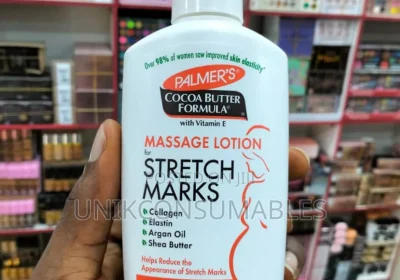 Over 98% of women saw improved skin elasticity*
PALMER'S
COCOA BUTTER
FORMULA®
with Vitamin E
MASSAGE LOTION
for
STRETCH
MARKS
UNIKCONSUMABLES
Collagen
Elastin
Argan Oil
Shea Butter
Helps Reduce the
Appearance of Stretch Marks